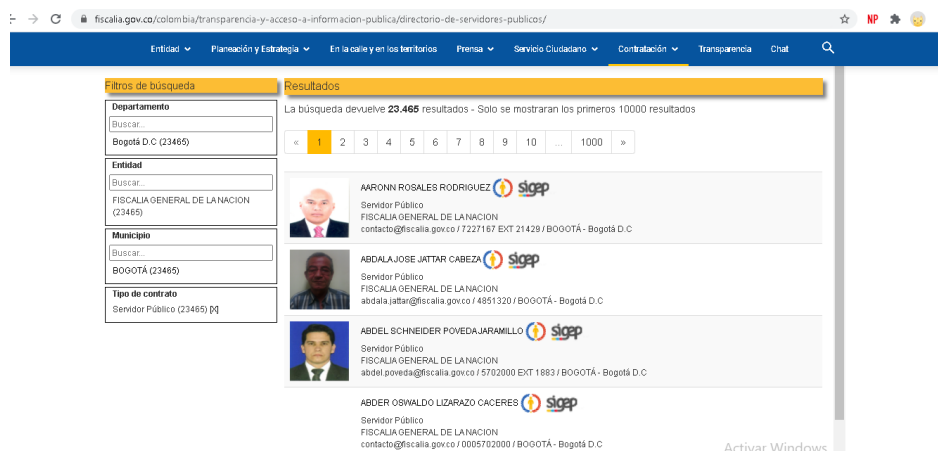 fiscalia.gov.co/colombia/transparencia-y-acceso-a-informacion-publica/directorio-de-servidores-publicos/
NP
Entidad Planeación y Estrategia En la calle y en los territorios Prensa Servicio Ciudadano Contratación Transparencia Chat
Filtros de búsqueda
Departamento
Buscar...
Bogotá D.C (23465)
Entidad
Buscar...
FISCALIA GENERAL DE LA NACION
(23465)
Municipio
Buscar...
BOGOTÁ (23465)
Tipo de contrato
Servidor Público (23465) [X]
Resultados
La búsqueda devuelve 23.465 resultados - Solo se mostraran los primeros 10000 resultados
« 1 2 3 4 5 6 7 8 9 10 ... 1000 »
AARONN ROSALES RODRIGUEZ sigep
Servidor Público
FISCALIA GENERAL DE LA NACION
contacto@fiscalia.gov.co / 7227167 EXT 21429 / BOGOTÁ - Bogotá D.C
ABDALA JOSE JATTAR CABEZA sigep
Servidor Público
FISCALIA GENERAL DE LA NACION
abdala.jattar@fiscalia.gov.co / 4851320 / BOGOTÁ - Bogotá D.C
ABDEL SCHNEIDER POVEDA JARAMILLO sigep
Servidor Público
FISCALIA GENERAL DE LA NACION
abdel.poveda@fiscalia.gov.co / 5702000 EXT 1883 / BOGOTÁ - Bogotá D.C
ABDER OSWALDO LIZARAZO CACERES sigep
Servidor Público
FISCALIA GENERAL DE LA NACION
contacto@fiscalia.gov.co / 0005702000 / BOGOTÁ - Bogotá D.C
Activar Windows